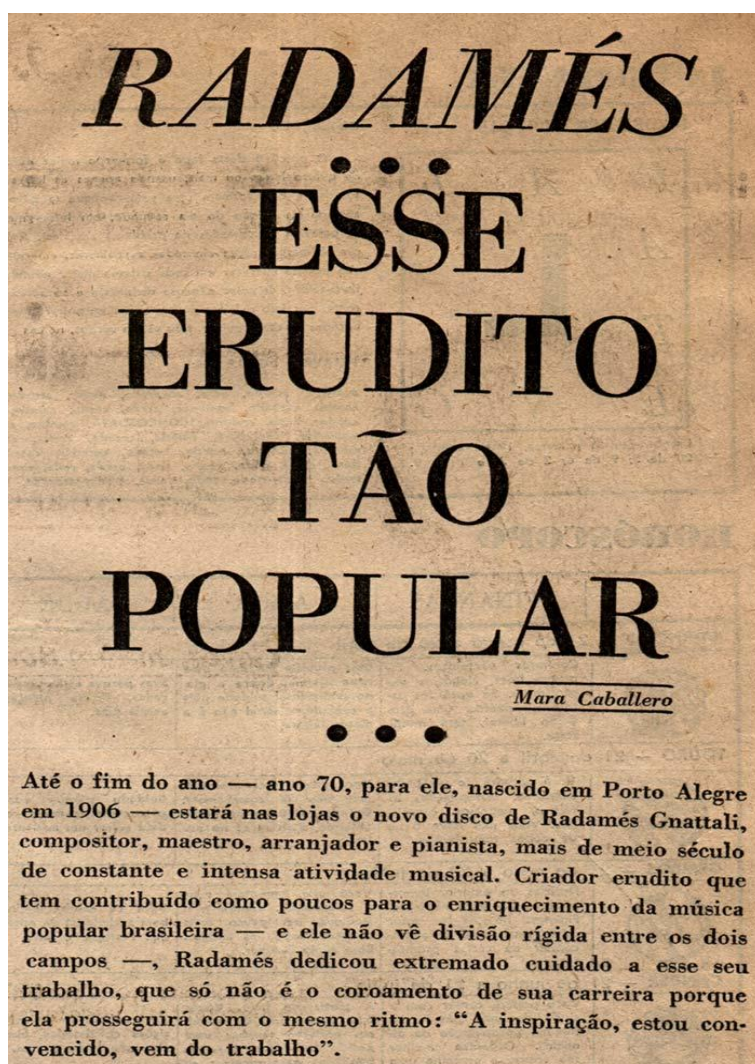 RADAMÉS
•••
ESSE
ERUDITO
TÃO
POPULAR
Mara Caballero
•••
Até o fim do ano — ano 70, para ele, nascido em Porto Alegre
em 1906 — estará nas lojas o novo disco de Radamés Gnattali,
compositor, maestro, arranjador e pianista, mais de meio século
de constante e intensa atividade musical. Criador erudito que
tem contribuído como poucos para o enriquecimento da música
popular brasileira — e ele não vê divisão rígida entre os dois
campos —, Radamés dedicou extremado cuidado a esse seu
trabalho, que só não é o coroamento de sua carreira porque
ela prosseguirá com o mesmo ritmo: “A inspiração, estou con-
vencido, vem do trabalho”.